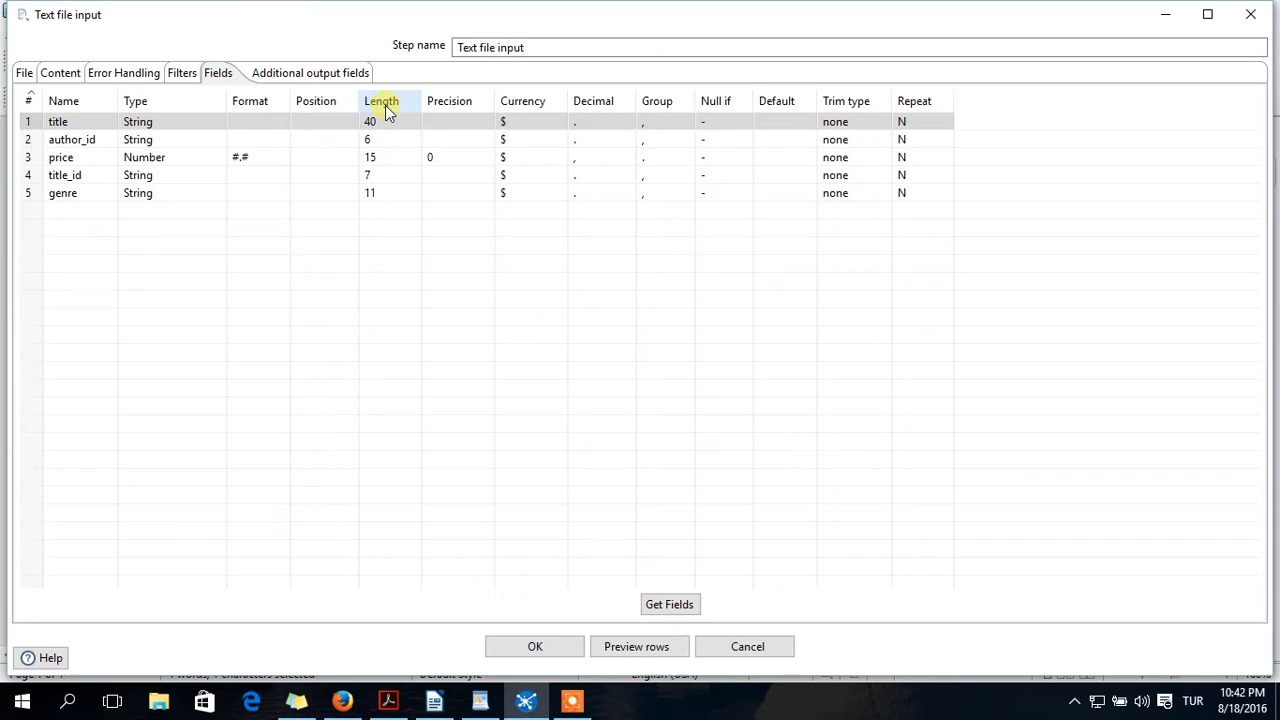 Text file input
Step name Text file input
File Content Error Handling Filters Fields Additional output fields
# Name Type Format Position Length Precision Currency Decimal Group Null if Default Trim type Repeat
1 title String 40 $ . , - none N
2 author_id String 6 $ . , - none N
3 price Number #.# 15 0 $ , . - none N
4 title_id String 7 $ . , - none N
5 genre String 11 $ . , - none N
Get Fields
OK Preview rows Cancel
Help
TUR
10:42 PM
8/18/2016